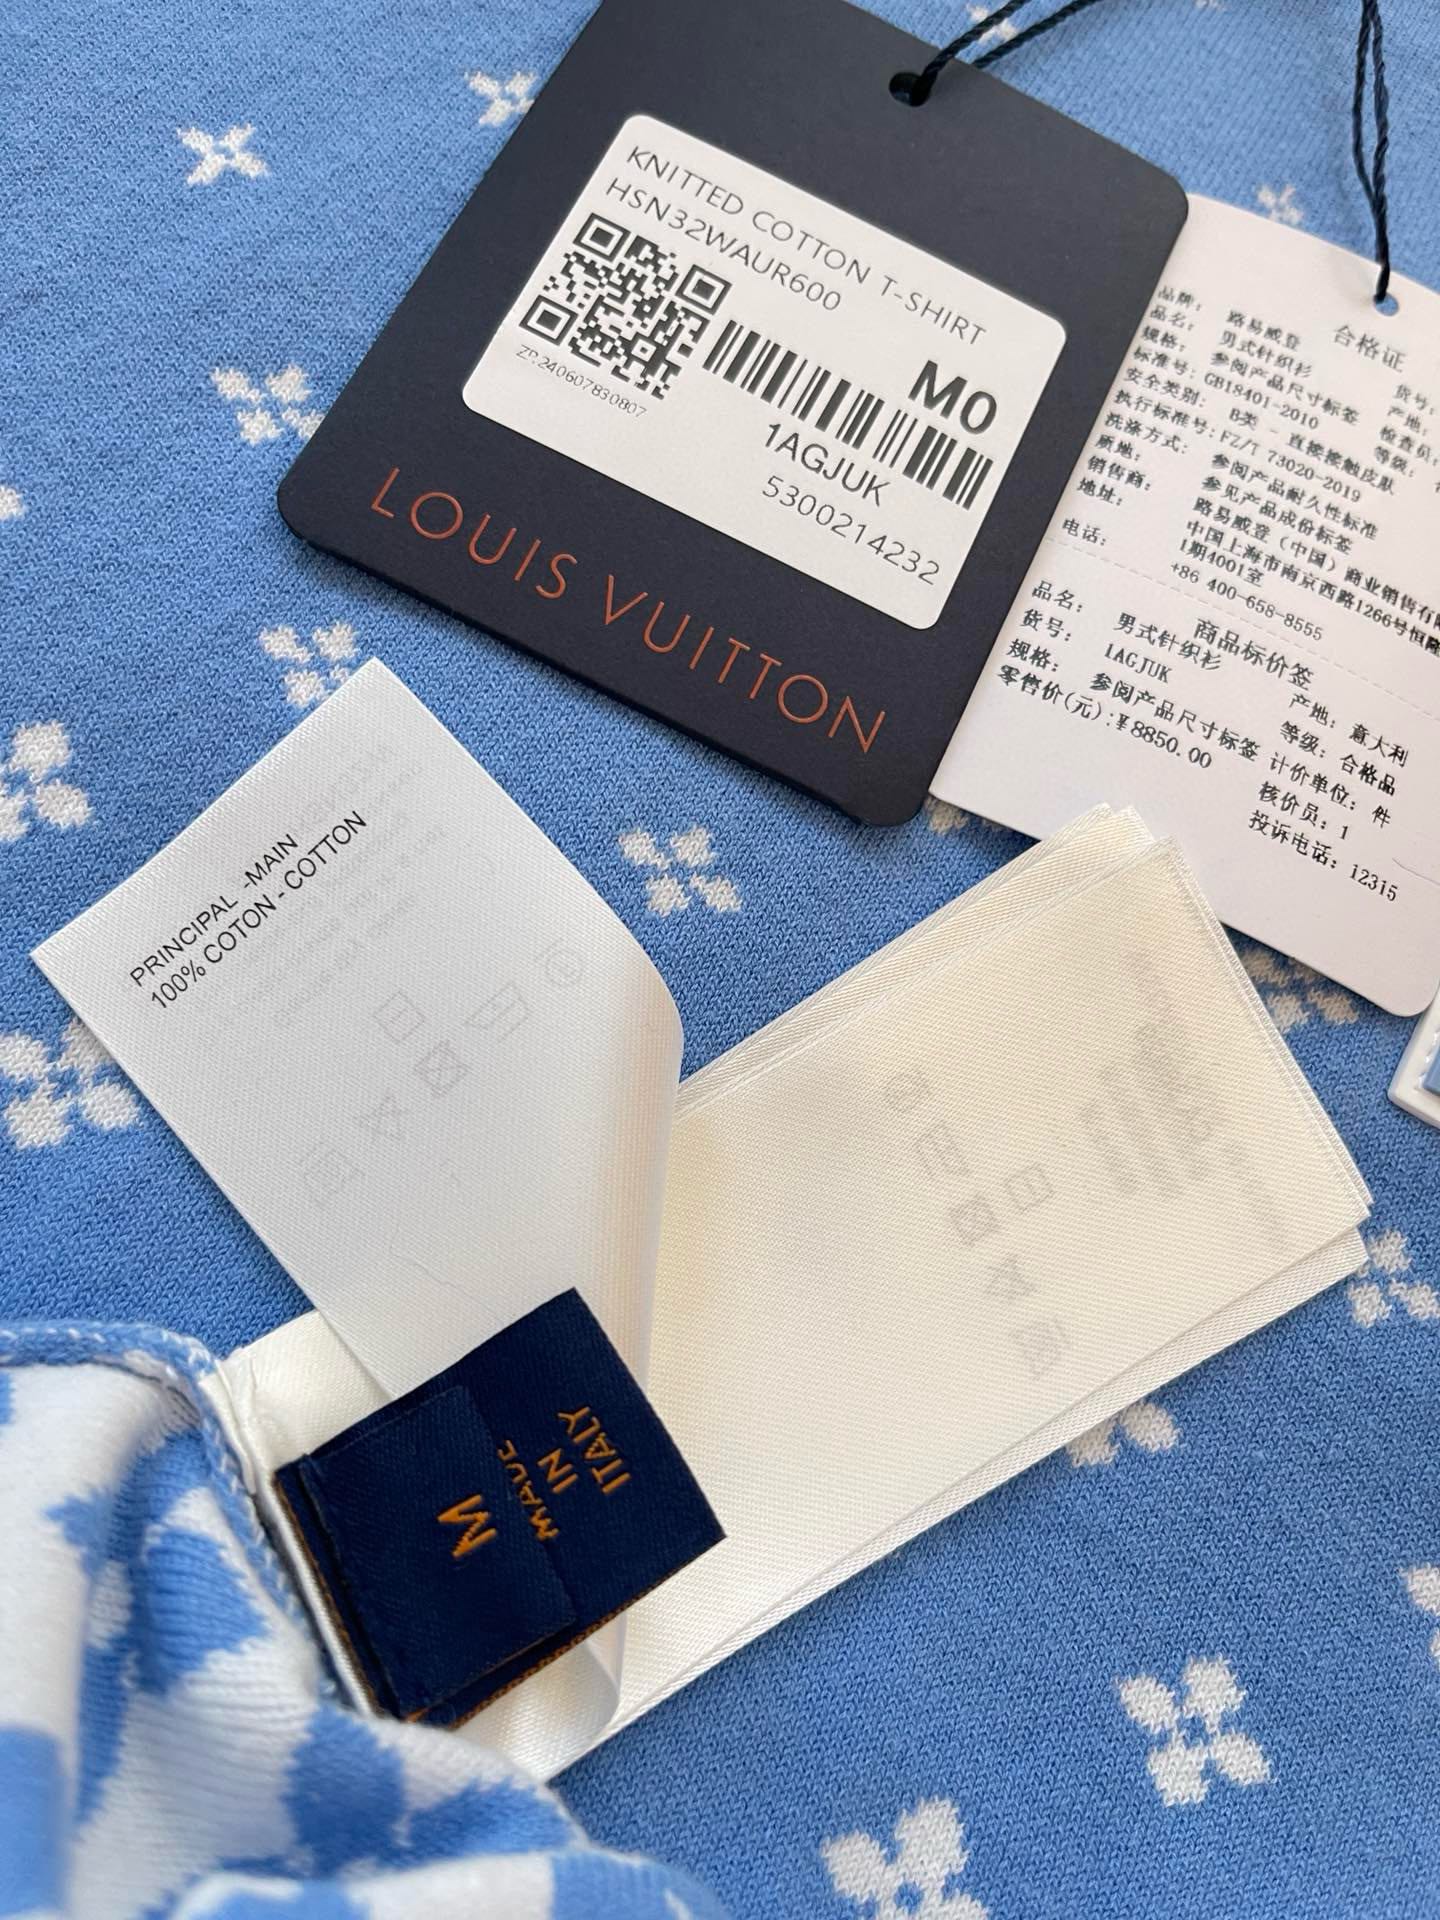 KNITTED COTTON T-SHIRT
HSN32WAUR600
M0
1AGJUK
5300214232
ZP.240607830807
LOUIS VUITTON
合格证
品牌： 路易威登
货号：
品名： 男式针织衫
产地：
规格： 参阅产品尺寸标签
检查员：
标准号：GB18401-2010
等级：
安全类别： B类 - 直接接触皮肤
执行标准号：FZ/T 73020-2019
洗涤方式： 参阅产品耐久性标准
质地： 参见产品成份标签
销售商： 路易威登（中国）商业销售有限
地址： 中国上海市南京西路1266号恒隆
1期4001室
电话： +86 400-658-8555
商品标价签
品名： 男式针织衫
产地：意大利
货号： 1AGJUK
等级：合格品
规格： 参阅产品尺寸标签
计价单位： 件
零售价(元):¥8850.00
核价员：1
投诉电话：12315
PRINCIPAL -MAIN
100% COTON - COTTON
M
MADE
IN
ITALY